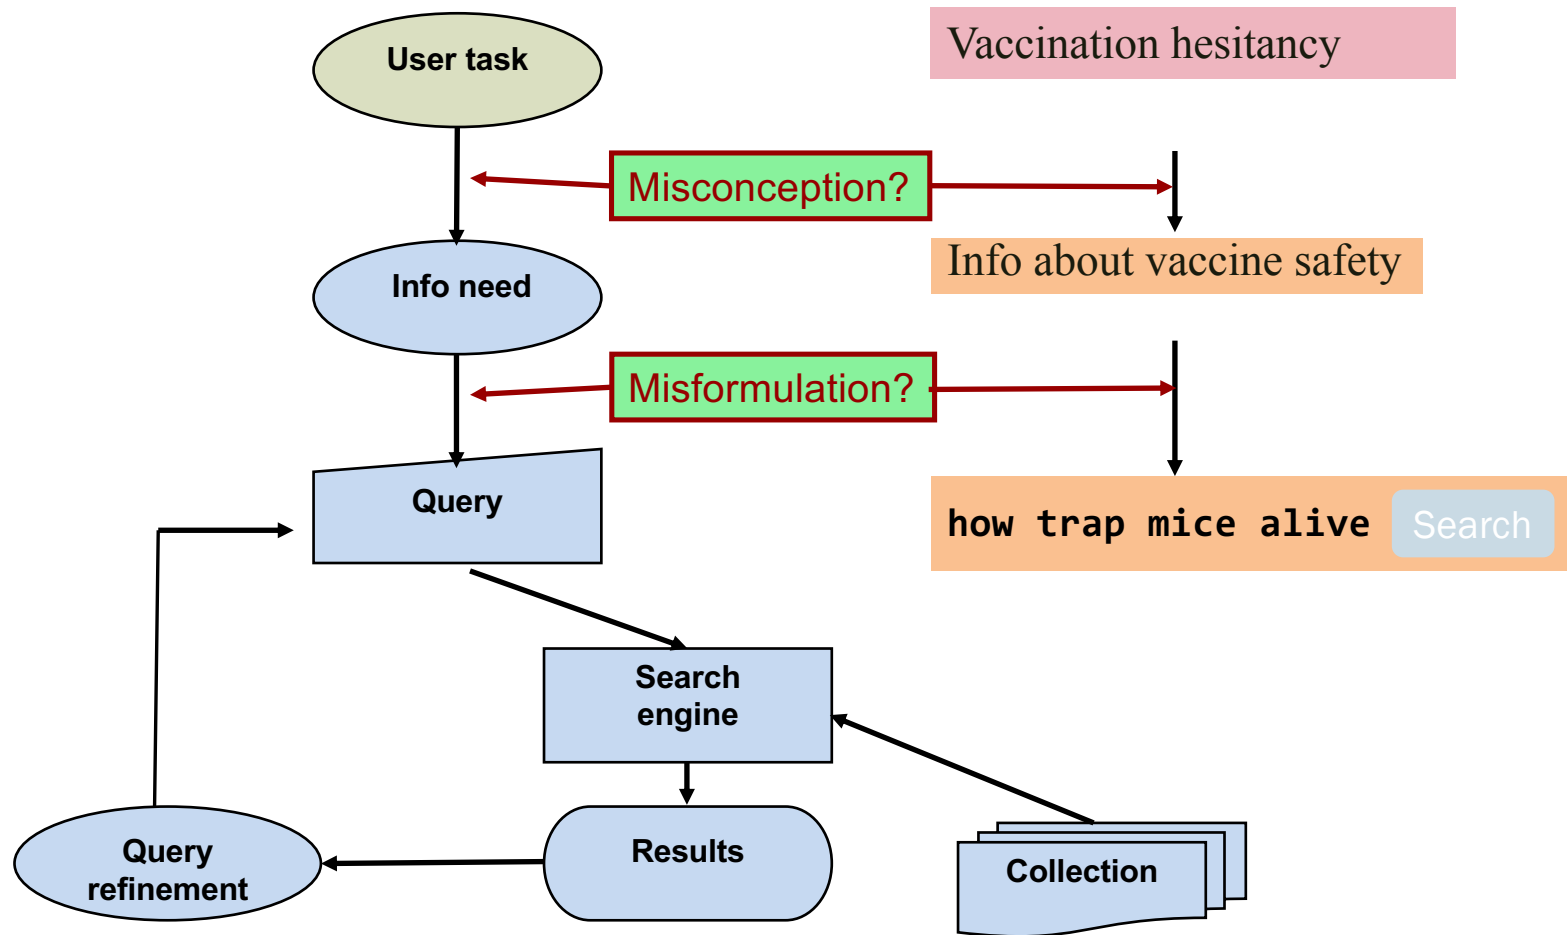 User task
Vaccination hesitancy
Misconception?
Info about vaccine safety
Info need
Misformulation?
Query
how trap mice alive
Search
Search
engine
Results
Query
refinement
Collection